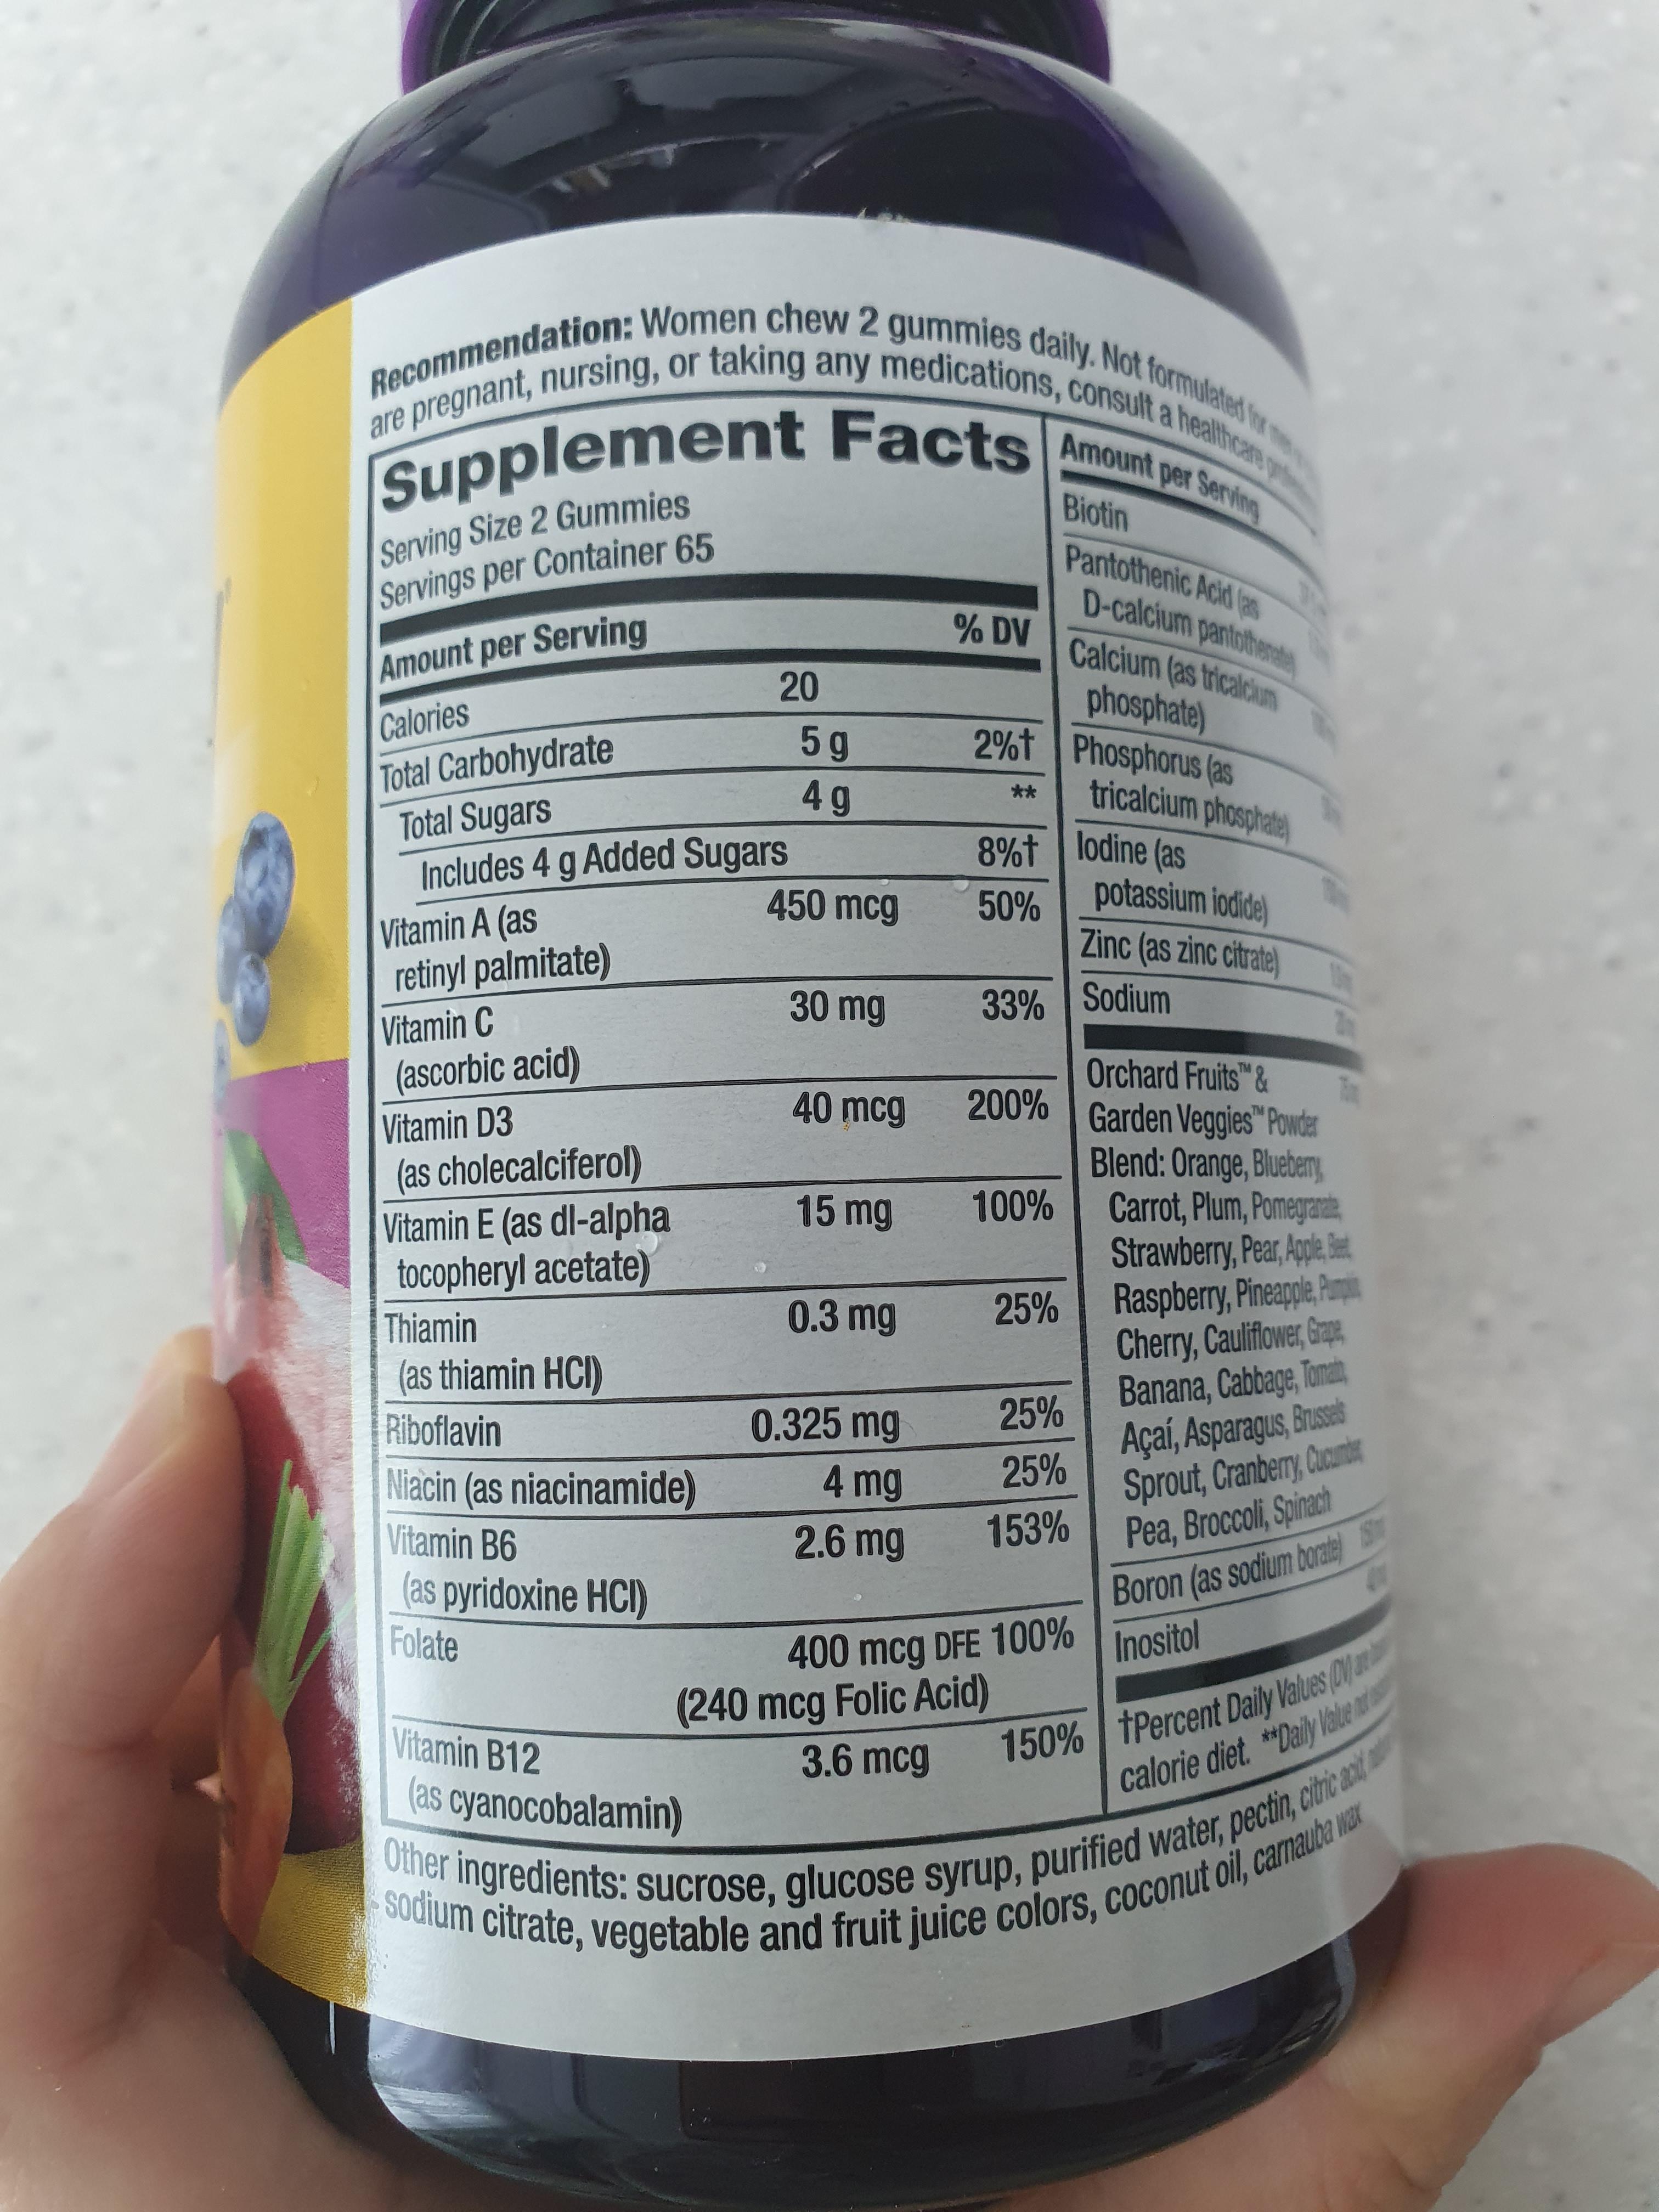 Recommendation: Women chew 2 gummies daily. Not formulated for
are pregnant, nursing, or taking any medications, consult a healthcare
Supplement Facts
Serving Size 2 Gummies
Servings per Container 65
Amount per Serving % DV
Calories 20
Total Carbohydrate 5 g 2%†
Total Sugars 4 g **
Includes 4 g Added Sugars 8%†
Vitamin A (as 450 mcg 50%
retinyl palmitate)
Vitamin C 30 mg 33%
(ascorbic acid)
Vitamin D3 40 mcg 200%
(as cholecalciferol)
Vitamin E (as dl-alpha 15 mg 100%
tocopheryl acetate)
Thiamin 0.3 mg 25%
(as thiamin HCl)
Riboflavin 0.325 mg 25%
Niacin (as niacinamide) 4 mg 25%
Vitamin B6 2.6 mg 153%
(as pyridoxine HCl)
Folate 400 mcg DFE 100%
(240 mcg Folic Acid)
Vitamin B12 3.6 mcg 150%
(as cyanocobalamin)
Amount per Serving
Biotin
Pantothenic Acid (as
D-calcium pantothenate)
Calcium (as tricalcium
phosphate)
Phosphorus (as
tricalcium phosphate)
Iodine (as
potassium iodide)
Zinc (as zinc citrate)
Sodium
Orchard Fruits™ &
Garden Veggies™ Powder
Blend: Orange, Blueberry,
Carrot, Plum, Pomegranate,
Strawberry, Pear, Apple, Beet,
Raspberry, Pineapple, Pumpkin,
Cherry, Cauliflower, Grape,
Banana, Cabbage, Tomato,
Açaí, Asparagus, Brussels
Sprout, Cranberry, Cucumber,
Pea, Broccoli, Spinach
Boron (as sodium borate)
Inositol
†Percent Daily Values (DV) are
calorie diet. **Daily Value not
Other ingredients: sucrose, glucose syrup, purified water, pectin, citric acid,
sodium citrate, vegetable and fruit juice colors, coconut oil, carnauba wax